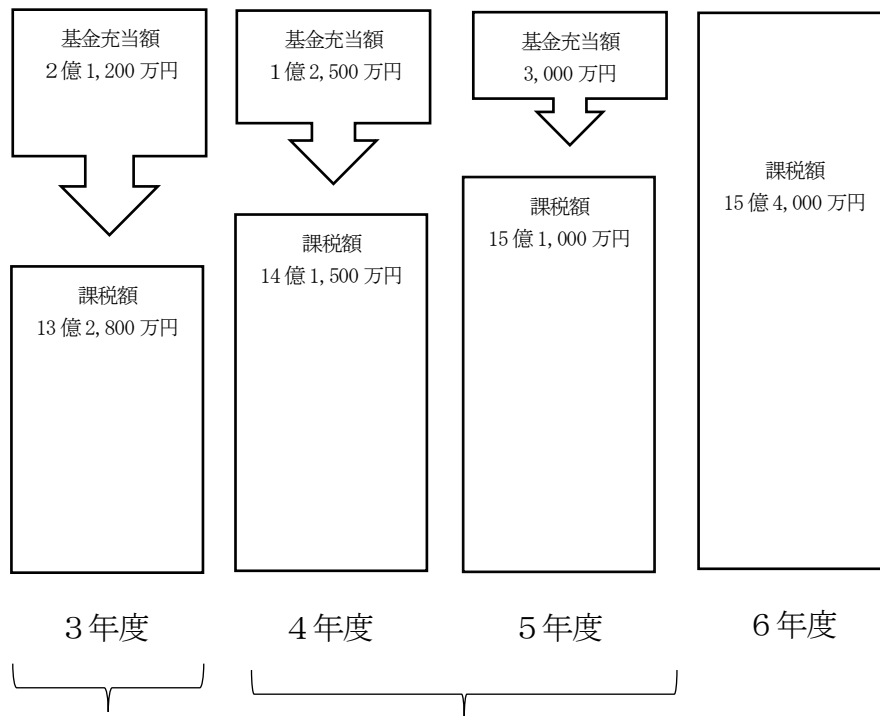 基金充当額
２億1,200万円
基金充当額
１億2,500万円
基金充当額
3,000万円
課税額
15億4,000万円
課税額
15億1,000万円
課税額
14億1,500万円
課税額
13億2,800万円
３年度
４年度
５年度
６年度